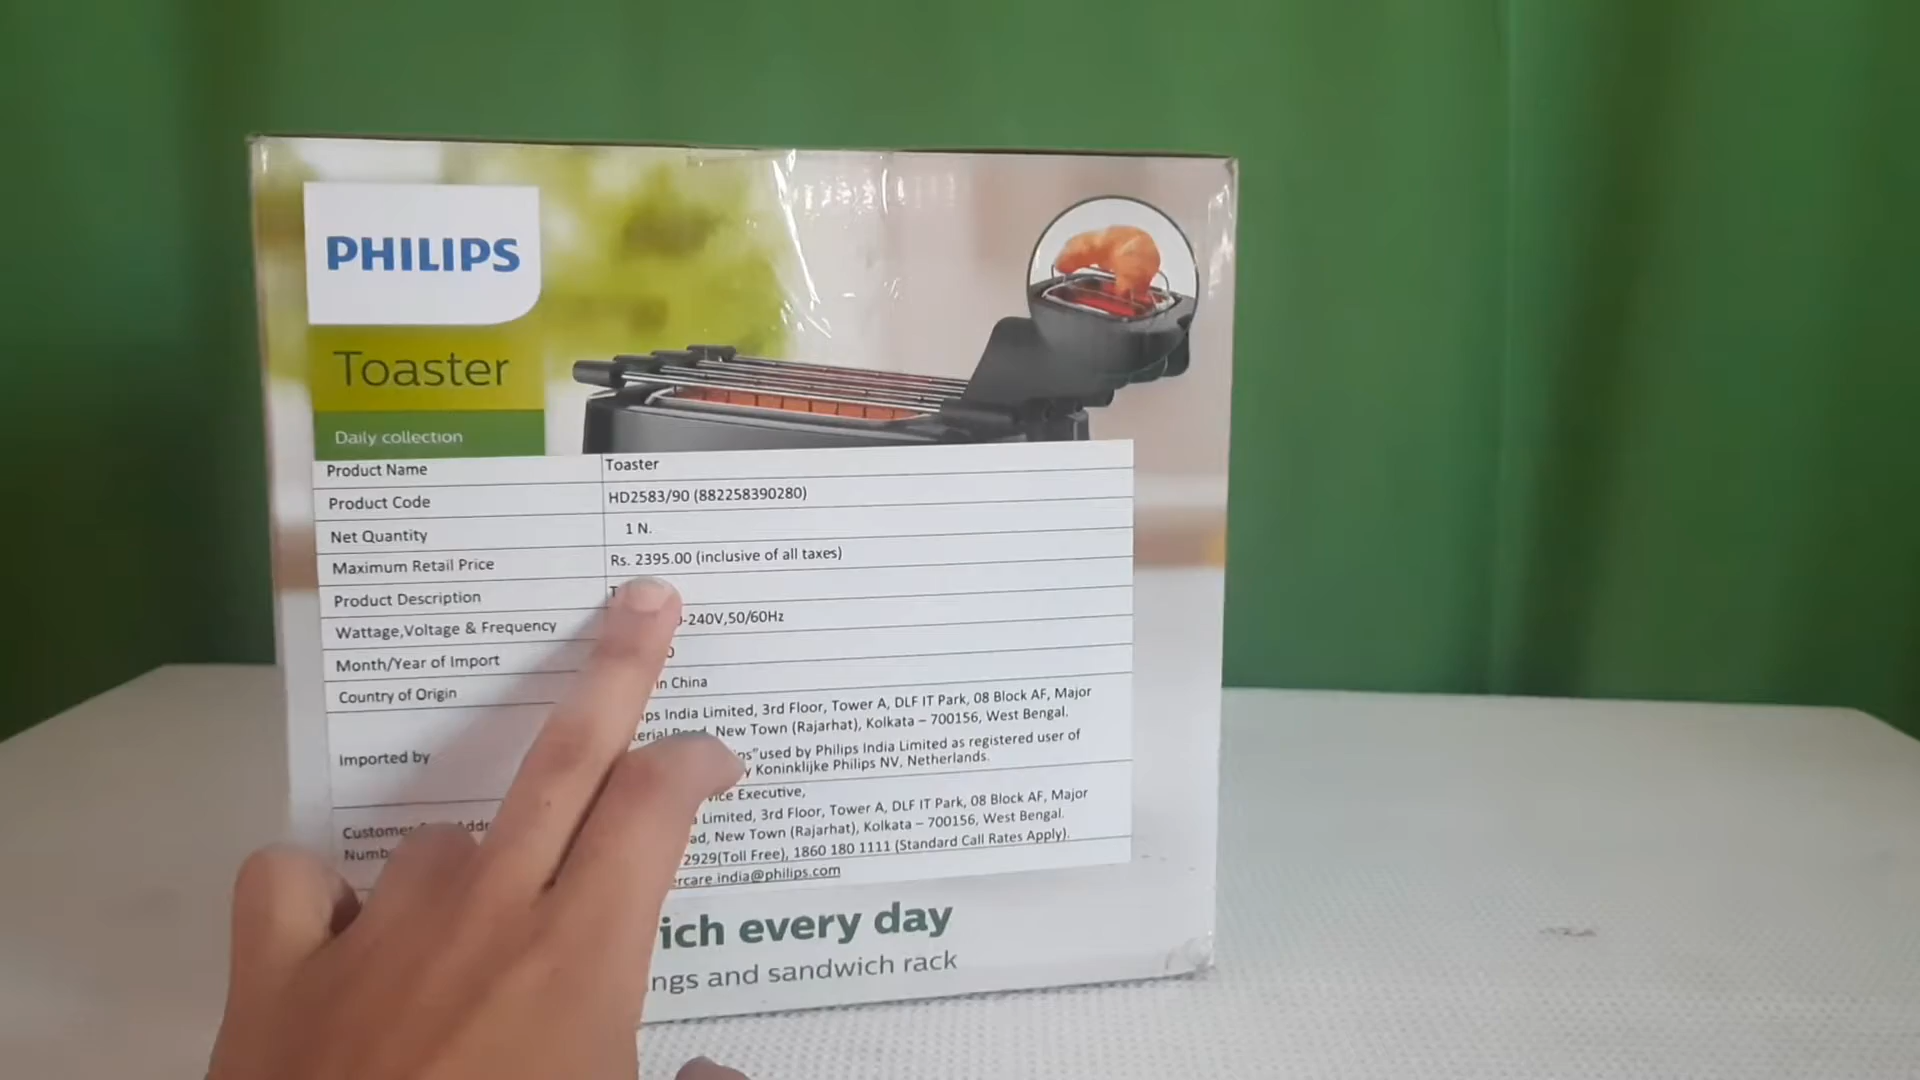 PHILIPS
Toaster
Daily collection
Product Name Toaster
Product Code HD2583/90 (882258390280)
Net Quantity 1 N.
Maximum Retail Price Rs. 2395.00 (inclusive of all taxes)
Product Description
Wattage,Voltage & Frequency -240V,50/60Hz
Month/Year of Import
Country of Origin in China
Imported by India Limited, 3rd Floor, Tower A, DLF IT Park, 08 Block AF, Major
New Town (Rajarhat), Kolkata – 700156, West Bengal.
used by Philips India Limited as registered user of
Koninklijke Philips NV, Netherlands.
Executive,
Customer Limited, 3rd Floor, Tower A, DLF IT Park, 08 Block AF, Major
New Town (Rajarhat), Kolkata – 700156, West Bengal.
2929(Toll Free), 1860 180 1111 (Standard Call Rates Apply).
india@philips.com
every day
and sandwich rack